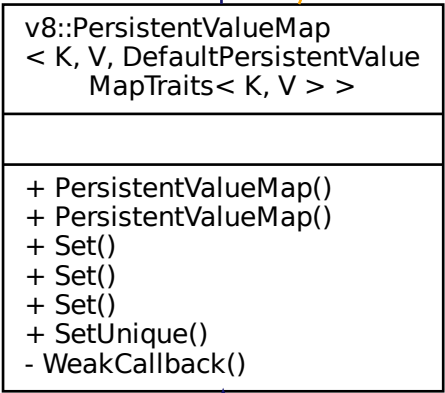 v8::PersistentValueMap
< K, V, DefaultPersistentValue
MapTraits< K, V > >
+ PersistentValueMap()
+ PersistentValueMap()
+ Set()
+ Set()
+ Set()
+ SetUnique()
- WeakCallback()